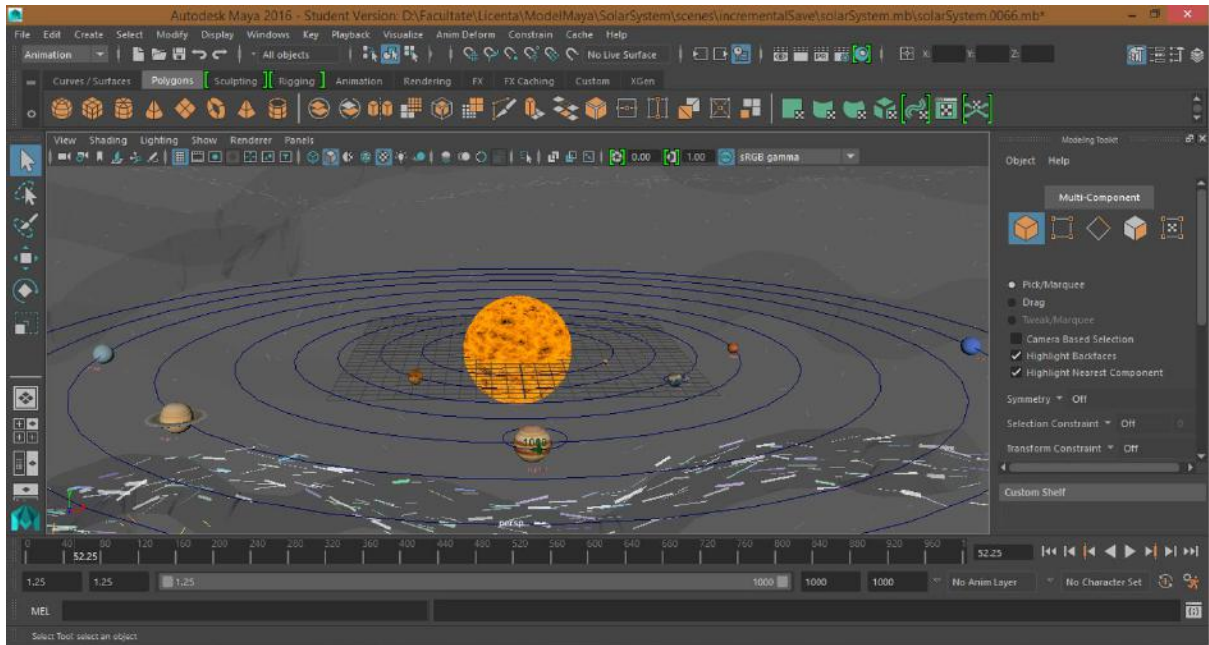 Autodesk Maya 2016 - Student Version: D:\Facultate\Licenta\ModelMaya\SolarSystem\scenes\incrementalSave\solarSystem.mb\solarSystem.0066.mb*
File Edit Create Select Modify Display Windows Key Playback Visualize Anim Deform Constrain Cache Help
Animation All objects No Live Surface X: Y: Z:
Curves / Surfaces Polygons Sculpting Rigging Animation Rendering FX FX Caching Custom XGen
View Shading Lighting Show Renderer Panels
Modeling Toolkit
0.00 1.00 sRGB gamma
Object Help
Multi-Component
Pick/Marquee
Drag
Tweak/Marquee
Camera Based Selection
Highlight Backfaces
Highlight Nearest Component
Symmetry Off
Selection Constraint Off 0
Transform Constraint Off
1000
Custom Shelf
persp
0 40 80 120 160 200 240 280 320 360 400 440 480 520 560 600 640 680 720 760 800 840 880 920 960 1
52.25 52.25
1.25 1.25 1.25 1000 1000 1000 No Anim Layer No Character Set
MEL
Select Tool: select an object